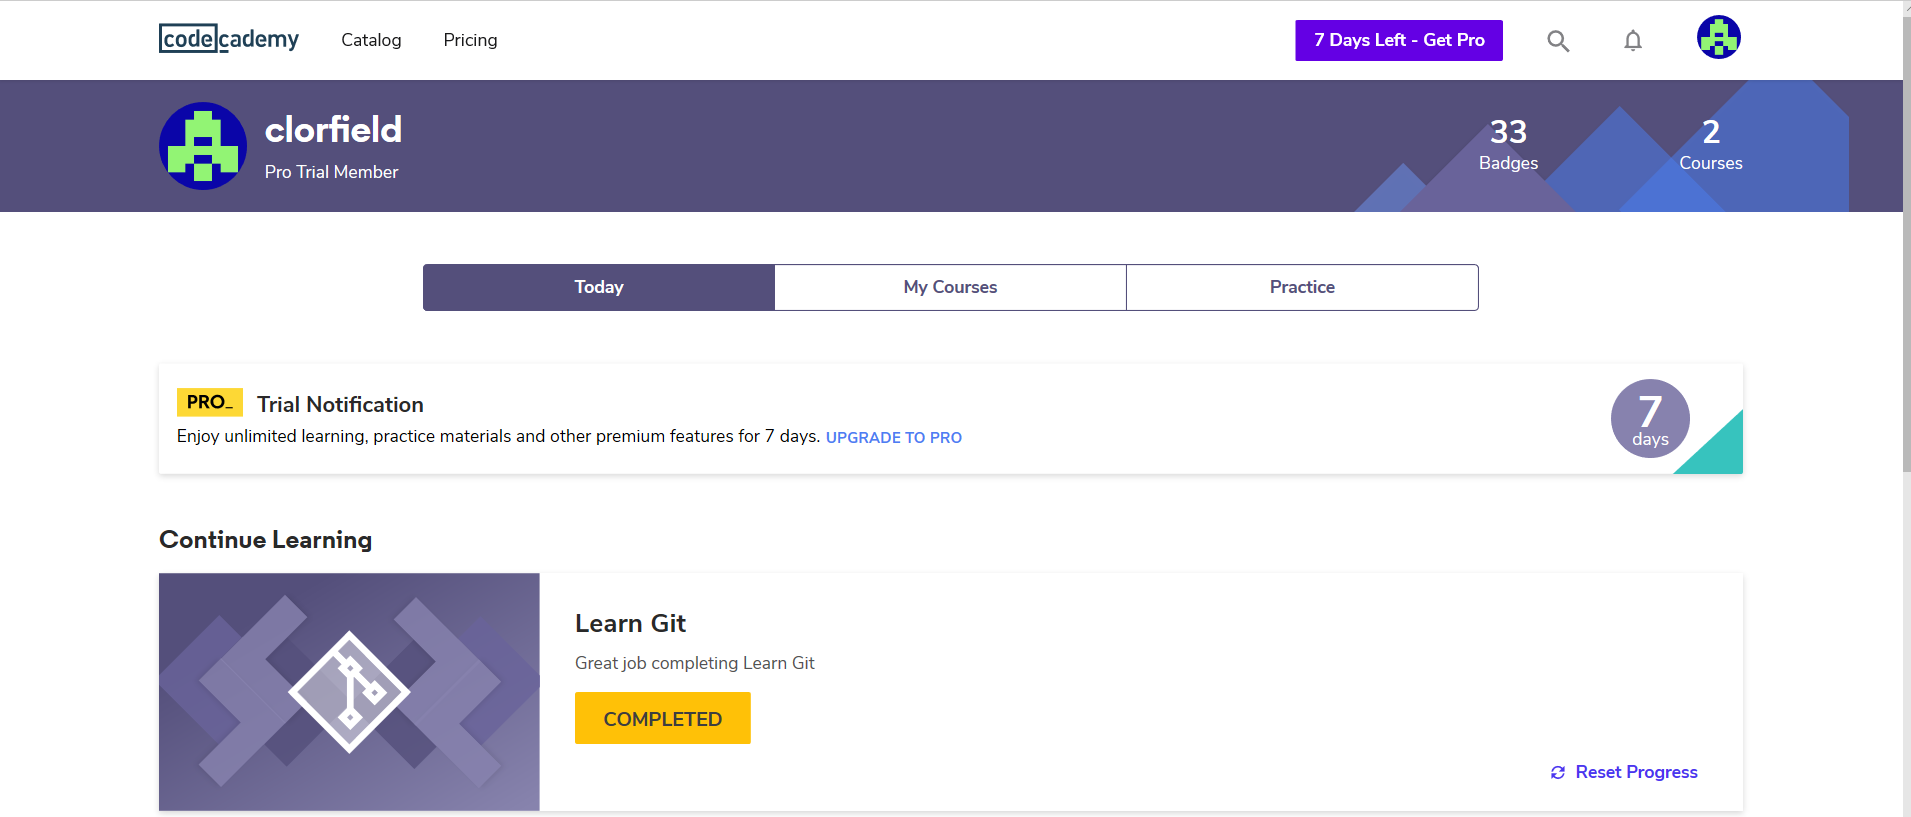 codecademy
Catalog
Pricing
7 Days Left - Get Pro
clorfield
Pro Trial Member
33
Badges
2
Courses
Today
My Courses
Practice
PRO_ Trial Notification
Enjoy unlimited learning, practice materials and other premium features for 7 days. UPGRADE TO PRO
7
days
Continue Learning
Learn Git
Great job completing Learn Git
COMPLETED
Reset Progress